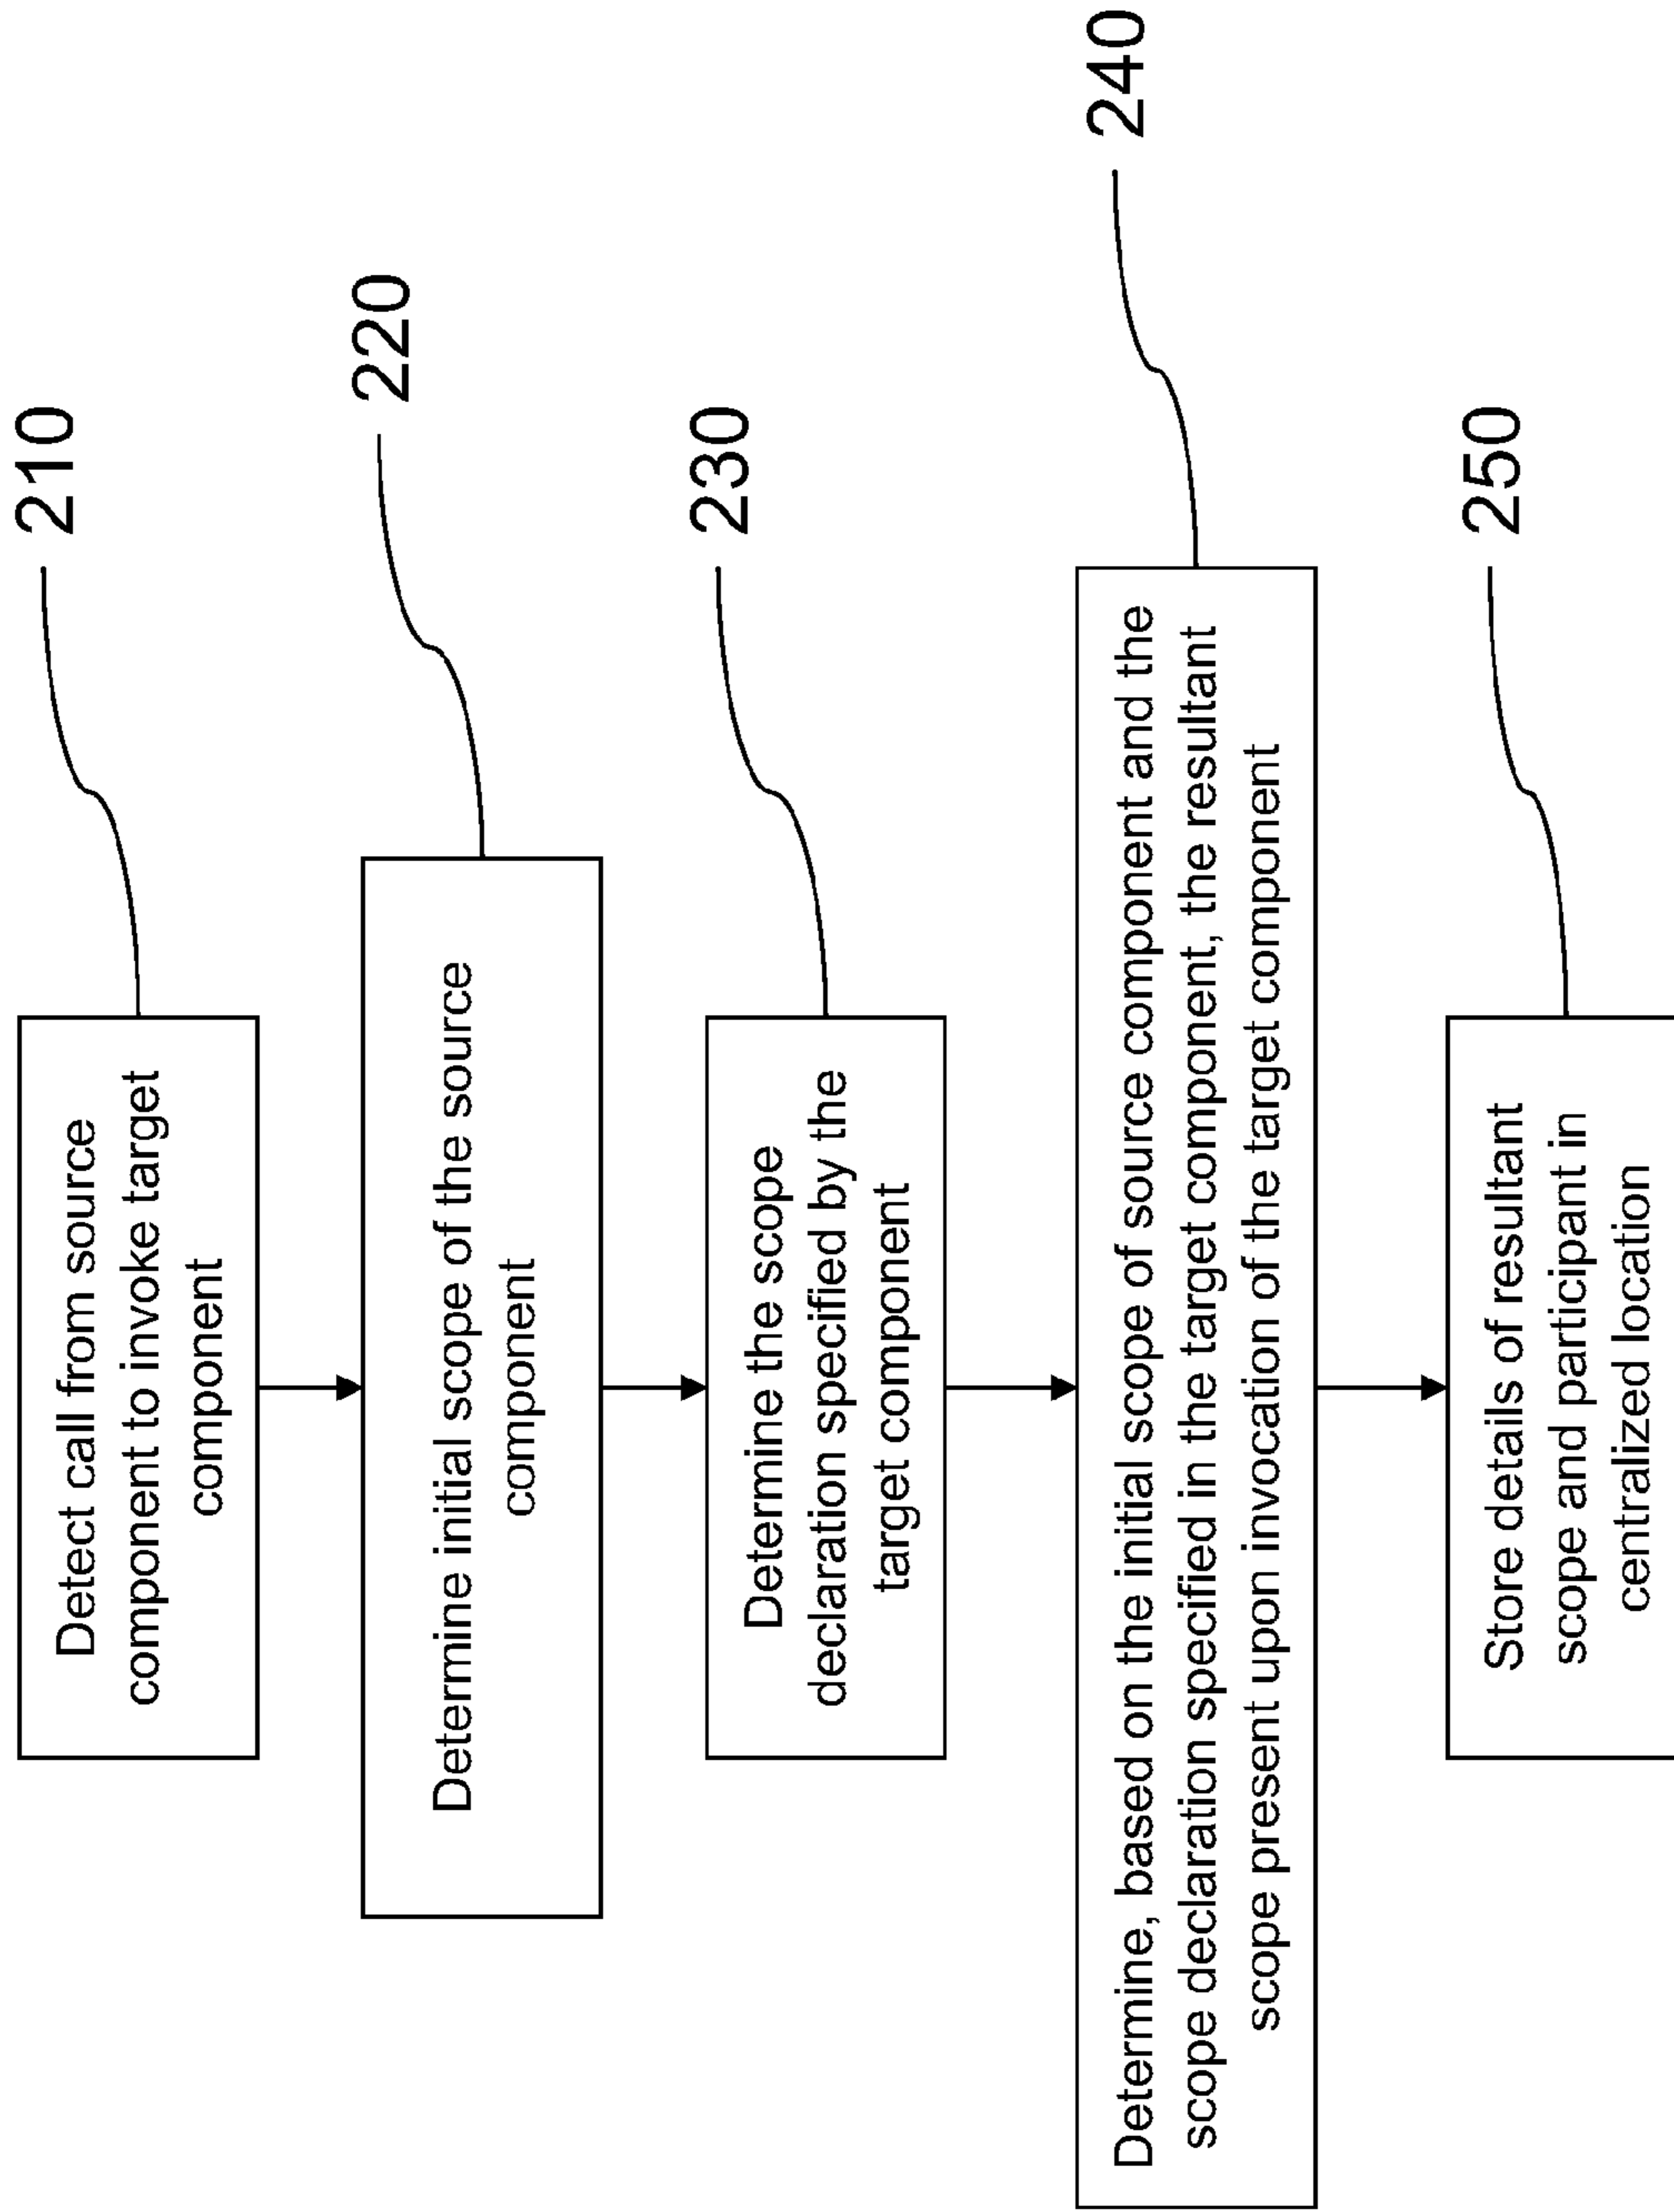 Detect call from source
component to invoke target
component
210
Determine initial scope of the source
component
220
Determine the scope
declaration specified by the
target component
230
Determine, based on the initial scope of source component and the
scope declaration specified in the target component, the resultant
scope present upon invocation of the target component
240
Store details of resultant
scope and participant in
centralized location
250